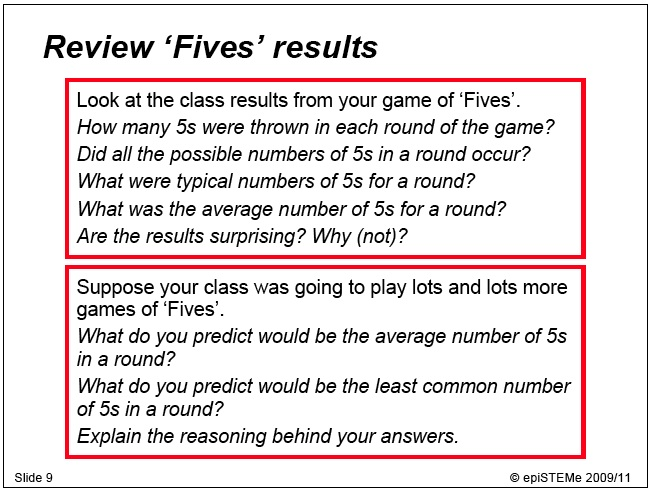 Review ‘Fives’ results
Look at the class results from your game of ‘Fives’.
How many 5s were thrown in each round of the game?
Did all the possible numbers of 5s in a round occur?
What were typical numbers of 5s for a round?
What was the average number of 5s for a round?
Are the results surprising? Why (not)?
Suppose your class was going to play lots and lots more
games of ‘Fives’.
What do you predict would be the average number of 5s
in a round?
What do you predict would be the least common number
of 5s in a round?
Explain the reasoning behind your answers.
Slide 9
© epiSTEMe 2009/11